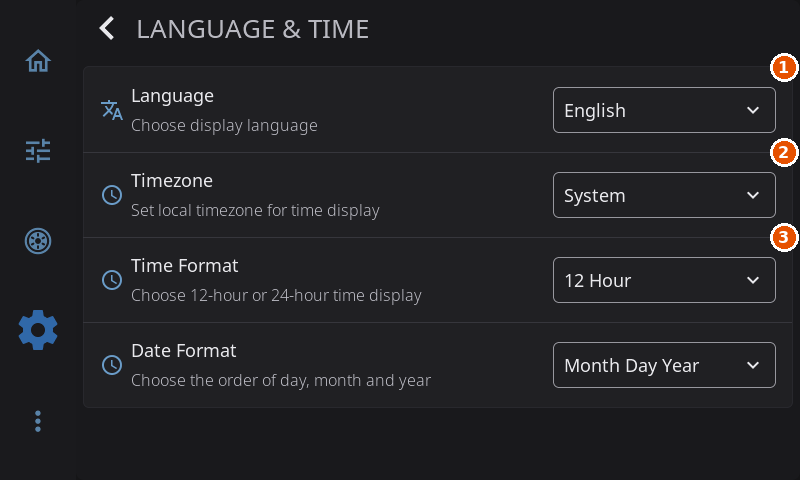 LANGUAGE & TIME
1
Language
Choose display language
English
2
Timezone
Set local timezone for time display
System
3
Time Format
Choose 12-hour or 24-hour time display
12 Hour
Date Format
Choose the order of day, month and year
Month Day Year